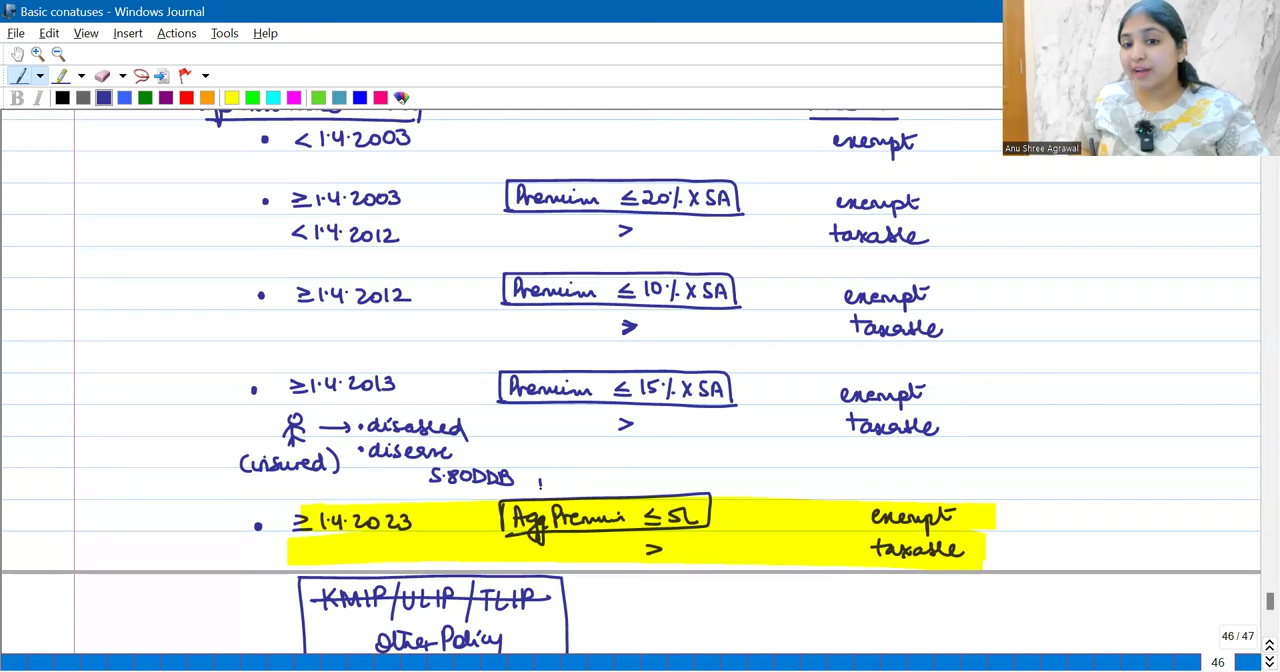 Basic conatuses - Windows Journal
File Edit View Insert Actions Tools Help
B I
Anu Shree Agrawal
• < 1.4.2003 exempt
• ≥ 1.4.2003 Premium ≤ 20% X SA exempt
< 1.4.2012 > taxable
• ≥ 1.4.2012 Premium ≤ 10% X SA exempt
> taxable
• ≥ 1.4.2013 Premium ≤ 15% X SA exempt
→ • disabled > taxable
(insured) • disease
S.80DDB
• ≥ 1.4.2023 Agg Premi ≤ 5L exempt
> taxable
KMIP/ULIP/TLIP
Other Policy
46 / 47
46